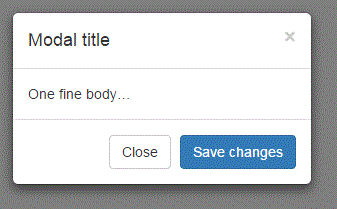 Modal title ×
One fine body…
Close Save changes